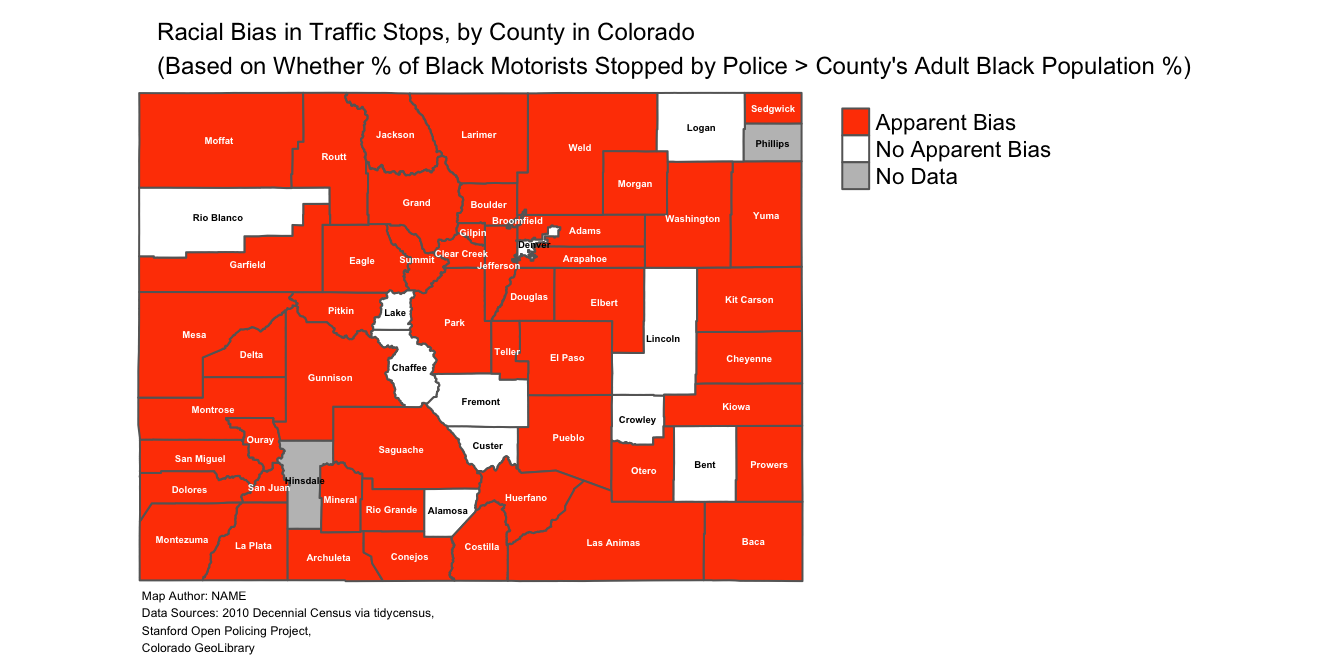 Racial Bias in Traffic Stops, by County in Colorado
(Based on Whether % of Black Motorists Stopped by Police > County's Adult Black Population %)
Apparent Bias
No Apparent Bias
No Data
Moffat
Routt
Jackson
Larimer
Weld
Logan
Sedgwick
Phillips
Morgan
Rio Blanco
Grand
Boulder
Broomfield
Washington
Yuma
Gilpin
Adams
Denver
Garfield
Eagle
Summit
Clear Creek
Jefferson
Arapahoe
Mesa
Pitkin
Lake
Park
Douglas
Elbert
Kit Carson
Lincoln
Delta
Gunnison
Chaffee
Teller
El Paso
Cheyenne
Montrose
Fremont
Crowley
Kiowa
Ouray
Saguache
Custer
Pueblo
San Miguel
Otero
Bent
Prowers
Dolores
San Juan
Hinsdale
Mineral
Rio Grande
Alamosa
Huerfano
Montezuma
La Plata
Archuleta
Conejos
Costilla
Las Animas
Baca
Map Author: NAME
Data Sources: 2010 Decennial Census via tidycensus,
Stanford Open Policing Project,
Colorado GeoLibrary